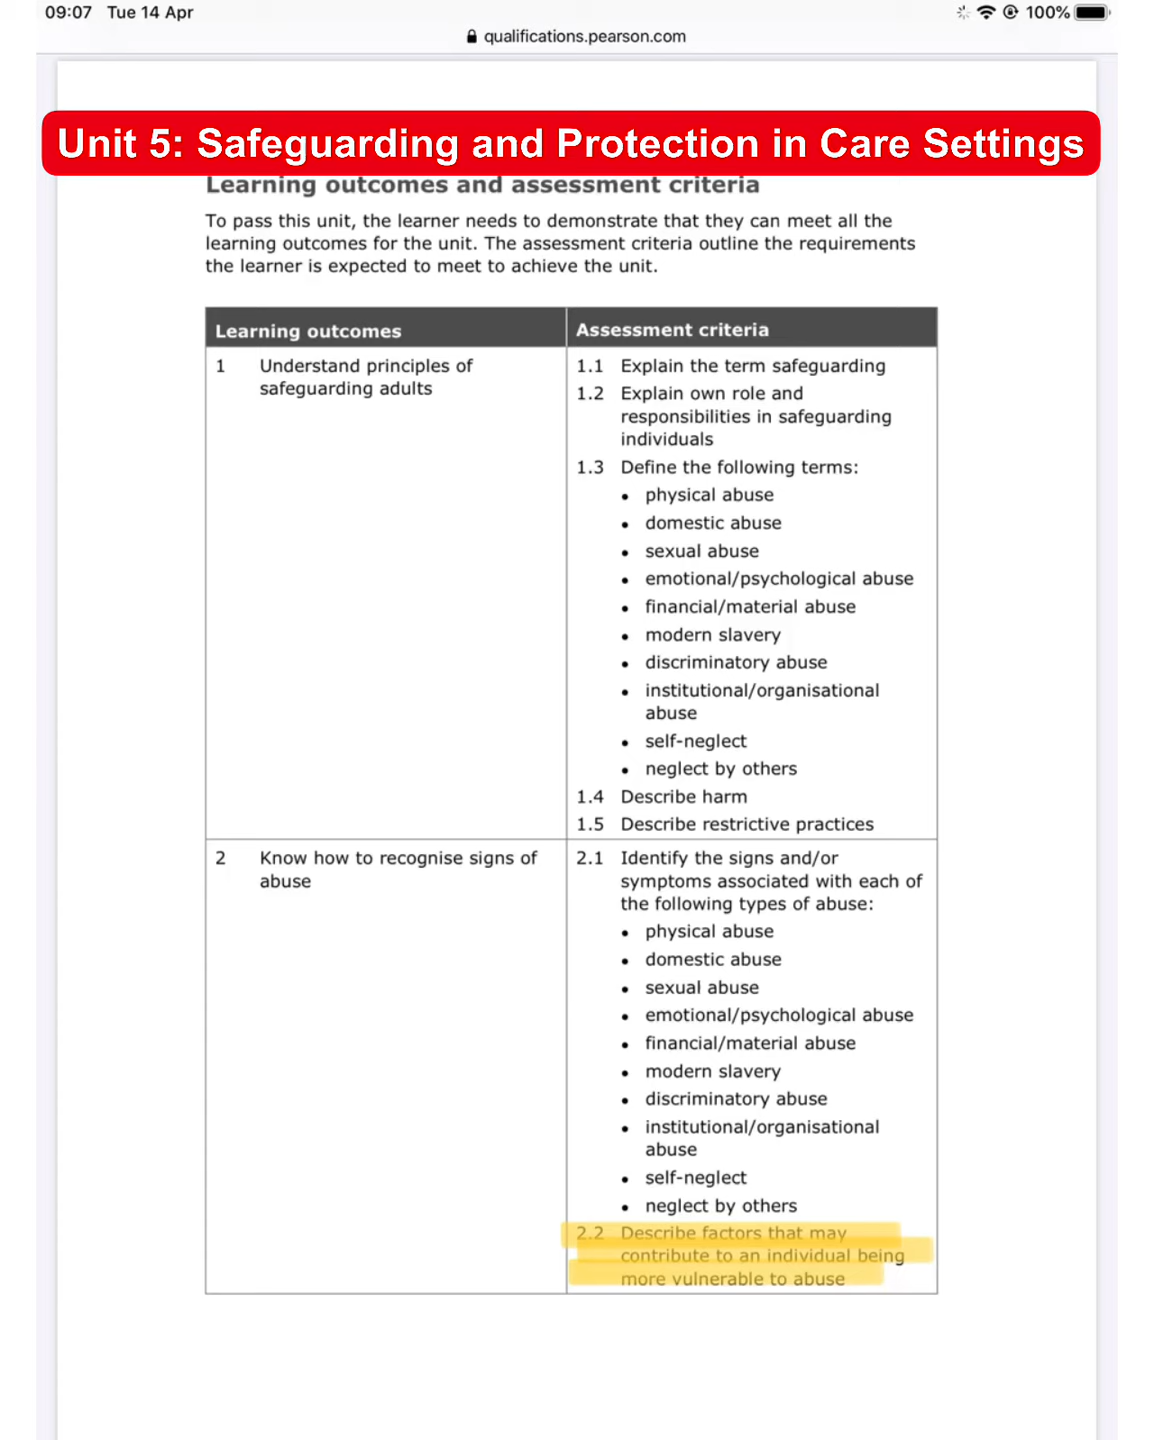 09:07 Tue 14 Apr 100%
qualifications.pearson.com
Unit 5: Safeguarding and Protection in Care Settings
Learning outcomes and assessment criteria
To pass this unit, the learner needs to demonstrate that they can meet all the
learning outcomes for the unit. The assessment criteria outline the requirements
the learner is expected to meet to achieve the unit.
Learning outcomes
Assessment criteria
1 Understand principles of
safeguarding adults
1.1 Explain the term safeguarding
1.2 Explain own role and
responsibilities in safeguarding
individuals
1.3 Define the following terms:
• physical abuse
• domestic abuse
• sexual abuse
• emotional/psychological abuse
• financial/material abuse
• modern slavery
• discriminatory abuse
• institutional/organisational
abuse
• self-neglect
• neglect by others
1.4 Describe harm
1.5 Describe restrictive practices
2 Know how to recognise signs of
abuse
2.1 Identify the signs and/or
symptoms associated with each of
the following types of abuse:
• physical abuse
• domestic abuse
• sexual abuse
• emotional/psychological abuse
• financial/material abuse
• modern slavery
• discriminatory abuse
• institutional/organisational
abuse
• self-neglect
• neglect by others
2.2 Describe factors that may
contribute to an individual being
more vulnerable to abuse